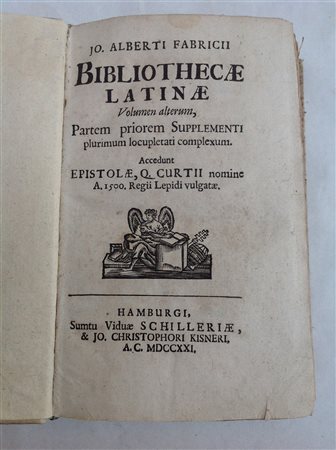 JO. ALBERTI FABRICII
BIBLIOTHECÆ
LATINÆ
Volumen alterum,
Partem priorem SUPPLEMENTI
plurimum locupletati complexum.
Accedunt
EPISTOLÆ, Q. CURTII nomine
A. 1500. Regii Lepidi vulgatæ.
HAMBURGI,
Sumtu Viduæ SCHILLERIÆ,
& JO. CHRISTOPHORI KISNERI,
A. C. MDCCXXI.